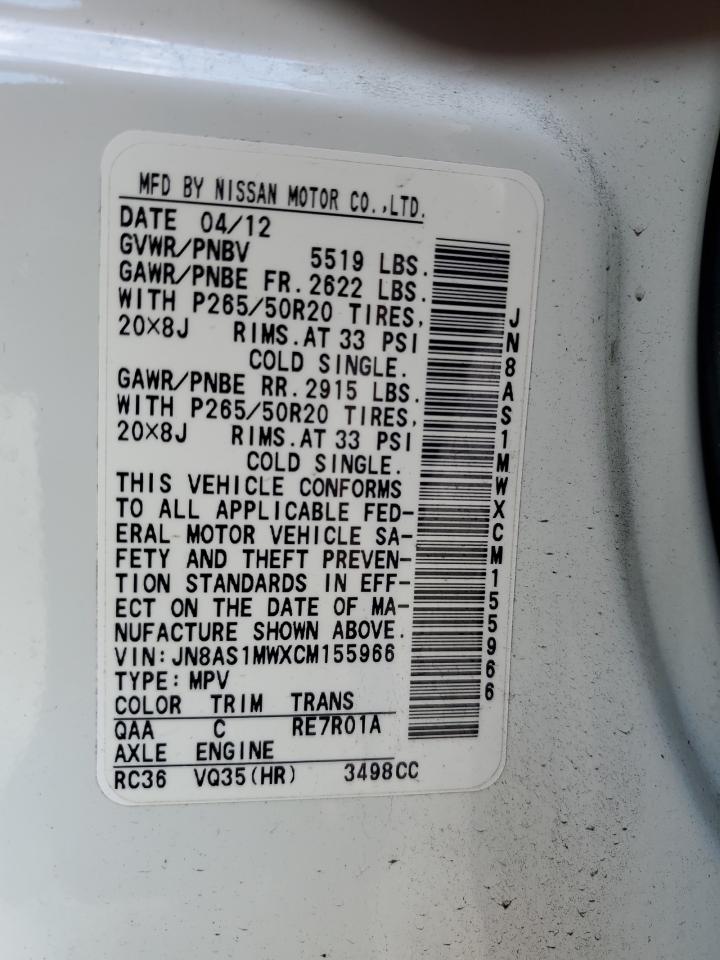 MFD BY NISSAN MOTOR CO.,LTD.
DATE 04/12
GVWR/PNBV 5519 LBS.
GAWR/PNBE FR. 2622 LBS.
WITH P265/50R20 TIRES,
20×8J RIMS. AT 33 PSI
COLD SINGLE.
GAWR/PNBE RR. 2915 LBS.
WITH P265/50R20 TIRES,
20×8J RIMS. AT 33 PSI
COLD SINGLE.
THIS VEHICLE CONFORMS
TO ALL APPLICABLE FED-
ERAL MOTOR VEHICLE SA-
FETY AND THEFT PREVEN-
TION STANDARDS IN EFF-
ECT ON THE DATE OF MA-
NUFACTURE SHOWN ABOVE.
VIN: JN8AS1MWXCM155966
TYPE: MPV
COLOR TRIM TRANS
QAA C RE7R01A
AXLE ENGINE
RC36 VQ35(HR) 3498CC
JN8AS1MWXCM155966